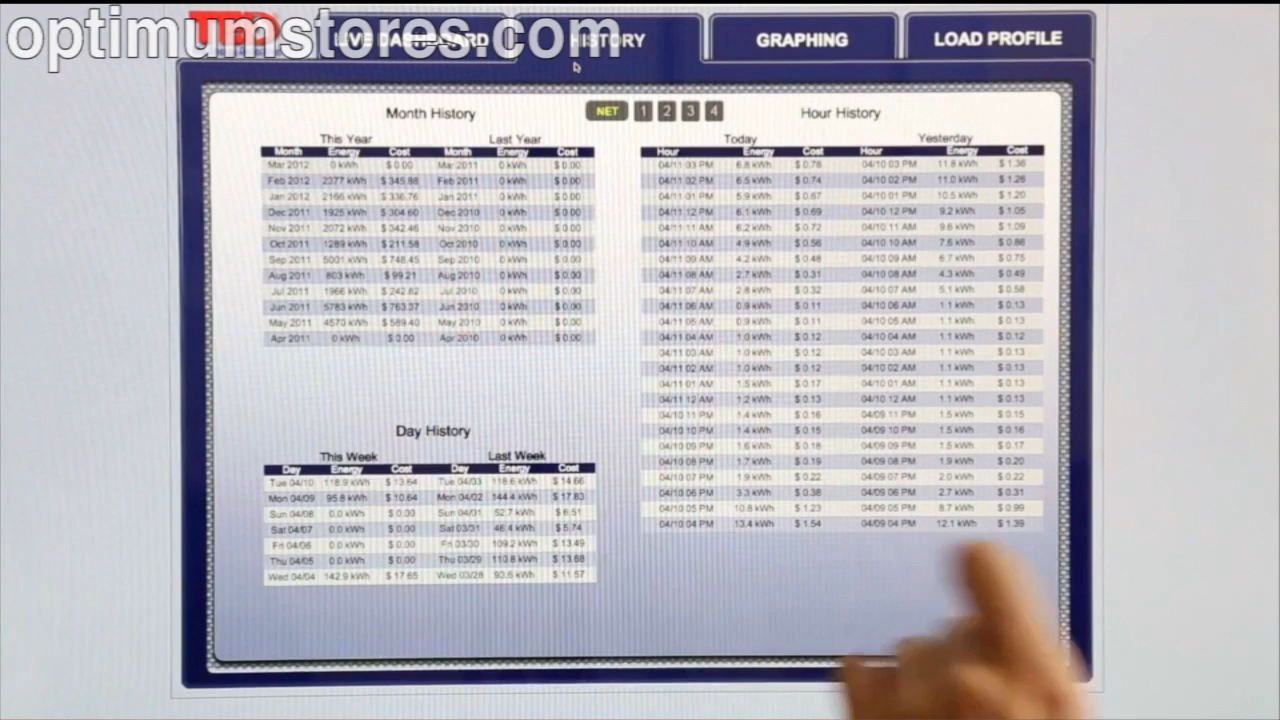 optimumstores.com
LIVE DASHBOARD HISTORY GRAPHING LOAD PROFILE
NET 1 2 3 4
Month History
This Year Last Year
Month Energy Cost Month Energy Cost
Mar 2012 0 kWh $ 0.00 Mar 2011 0 kWh $ 0.00
Feb 2012 2377 kWh $ 345.88 Feb 2011 0 kWh $ 0.00
Jan 2012 2166 kWh $ 336.76 Jan 2011 0 kWh $ 0.00
Dec 2011 1925 kWh $ 304.60 Dec 2010 0 kWh $ 0.00
Nov 2011 2072 kWh $ 342.46 Nov 2010 0 kWh $ 0.00
Oct 2011 1289 kWh $ 211.58 Oct 2010 0 kWh $ 0.00
Sep 2011 5001 kWh $ 748.45 Sep 2010 0 kWh $ 0.00
Aug 2011 803 kWh $ 99.21 Aug 2010 0 kWh $ 0.00
Jul 2011 1966 kWh $ 242.82 Jul 2010 0 kWh $ 0.00
Jun 2011 5783 kWh $ 763.37 Jun 2010 0 kWh $ 0.00
May 2011 4570 kWh $ 589.40 May 2010 0 kWh $ 0.00
Apr 2011 0 kWh $ 0.00 Apr 2010 0 kWh $ 0.00
Day History
This Week Last Week
Day Energy Cost Day Energy Cost
Tue 04/10 118.9 kWh $ 13.64 Tue 04/03 118.6 kWh $ 14.66
Mon 04/09 95.8 kWh $ 10.64 Mon 04/02 144.4 kWh $ 17.83
Sun 04/08 0.0 kWh $ 0.00 Sun 04/01 52.7 kWh $ 6.51
Sat 04/07 0.0 kWh $ 0.00 Sat 03/31 46.4 kWh $ 5.74
Fri 04/06 0.0 kWh $ 0.00 Fri 03/30 109.2 kWh $ 13.49
Thu 04/05 0.0 kWh $ 0.00 Thu 03/29 110.8 kWh $ 13.68
Wed 04/04 142.9 kWh $ 17.65 Wed 03/28 93.6 kWh $ 11.57
Hour History
Today Yesterday
Hour Energy Cost Hour Energy Cost
04/11 03 PM 6.8 kWh $ 0.78 04/10 03 PM 11.8 kWh $ 1.36
04/11 02 PM 6.5 kWh $ 0.74 04/10 02 PM 11.0 kWh $ 1.26
04/11 01 PM 5.9 kWh $ 0.67 04/10 01 PM 10.5 kWh $ 1.20
04/11 12 PM 6.1 kWh $ 0.69 04/10 12 PM 9.2 kWh $ 1.05
04/11 11 AM 6.2 kWh $ 0.72 04/10 11 AM 9.6 kWh $ 1.09
04/11 10 AM 4.9 kWh $ 0.56 04/10 10 AM 7.6 kWh $ 0.86
04/11 09 AM 4.2 kWh $ 0.48 04/10 09 AM 6.7 kWh $ 0.75
04/11 08 AM 2.7 kWh $ 0.31 04/10 08 AM 4.3 kWh $ 0.49
04/11 07 AM 2.8 kWh $ 0.32 04/10 07 AM 5.1 kWh $ 0.58
04/11 06 AM 0.9 kWh $ 0.11 04/10 06 AM 1.1 kWh $ 0.13
04/11 05 AM 0.9 kWh $ 0.11 04/10 05 AM 1.1 kWh $ 0.13
04/11 04 AM 1.0 kWh $ 0.12 04/10 04 AM 1.1 kWh $ 0.12
04/11 03 AM 1.0 kWh $ 0.12 04/10 03 AM 1.1 kWh $ 0.13
04/11 02 AM 1.0 kWh $ 0.12 04/10 02 AM 1.1 kWh $ 0.13
04/11 01 AM 1.5 kWh $ 0.17 04/10 01 AM 1.1 kWh $ 0.13
04/11 12 AM 1.2 kWh $ 0.13 04/10 12 AM 1.1 kWh $ 0.13
04/10 11 PM 1.4 kWh $ 0.16 04/09 11 PM 1.5 kWh $ 0.15
04/10 10 PM 1.4 kWh $ 0.15 04/09 10 PM 1.5 kWh $ 0.16
04/10 09 PM 1.6 kWh $ 0.18 04/09 09 PM 1.5 kWh $ 0.17
04/10 08 PM 1.7 kWh $ 0.19 04/09 08 PM 1.9 kWh $ 0.20
04/10 07 PM 1.9 kWh $ 0.22 04/09 07 PM 2.0 kWh $ 0.22
04/10 06 PM 3.3 kWh $ 0.38 04/09 06 PM 2.7 kWh $ 0.31
04/10 05 PM 10.8 kWh $ 1.23 04/09 05 PM 8.7 kWh $ 0.99
04/10 04 PM 13.4 kWh $ 1.54 04/09 04 PM 12.1 kWh $ 1.39